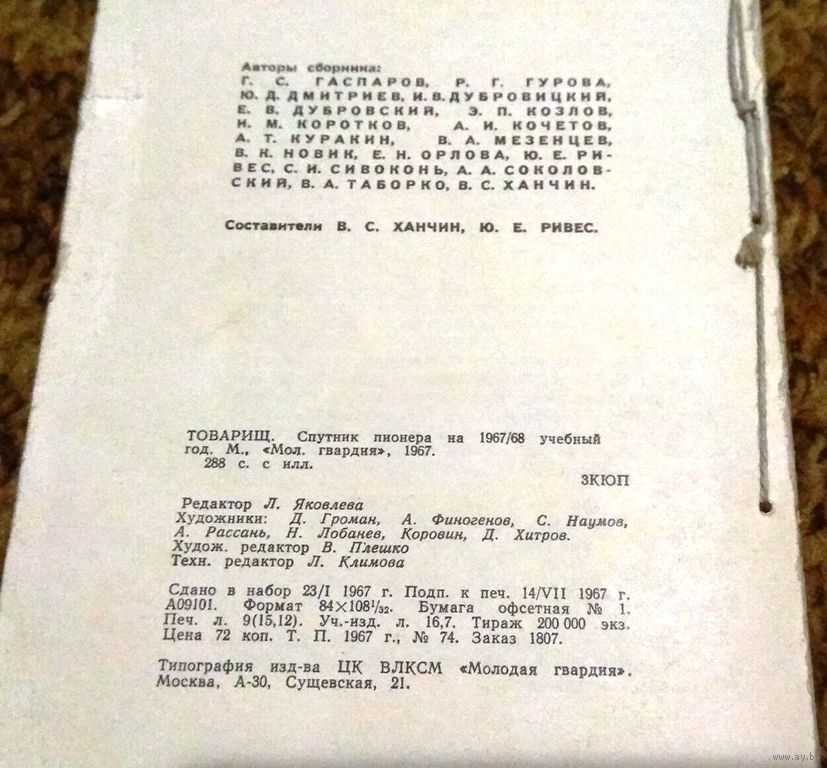 Авторы сборника:
Г. С. ГАСПАРОВ, Р. Г. ГУРОВА,
Ю. Д. ДМИТРИЕВ, И. В. ДУБРОВИЦКИЙ,
Е. В. ДУБРОВСКИЙ, Э. П. КОЗЛОВ,
И. М. КОРОТКОВ, А. И. КОЧЕТОВ,
А. Т. КУРАКИН, В. А. МЕЗЕНЦЕВ,
В. К. НОВИК, Е. Н. ОРЛОВА, Ю. Е. РИ-
ВЕС, С. И. СИВОКОНЬ, А. А. СОКОЛОВ-
СКИЙ, В. А. ТАБОРКО, В. С. ХАНЧИН.
Составители В. С. ХАНЧИН, Ю. Е. РИВЕС.
ТОВАРИЩ. Спутник пионера на 1967/68 учебный
год. М., «Мол. гвардия», 1967.
288 с. с илл.
3КЮП
Редактор Л. Яковлева
Художники: Д. Громан, А. Финогенов, С. Наумов,
А. Рассань, Н. Лобанев, Коровин, Д. Хитров.
Худож. редактор В. Плешко
Техн. редактор Л. Климова
Сдано в набор 23/I 1967 г. Подп. к печ. 14/VII 1967 г.
А09101. Формат 84×108¹/₃₂. Бумага офсетная № 1.
Печ. л. 9(15,12). Уч.-изд. л. 16,7. Тираж 200 000 экз.
Цена 72 коп. Т. П. 1967 г., № 74. Заказ 1807.
Типография изд-ва ЦК ВЛКСМ «Молодая гвардия».
Москва, А-30, Сущевская, 21.
www.ay.by